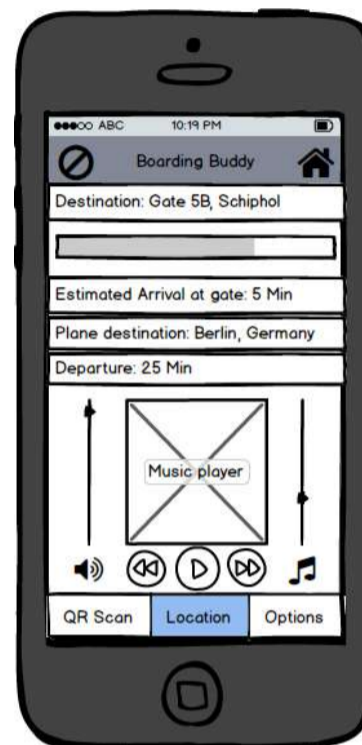 ABC 10:19 PM
Boarding Buddy
Destination: Gate 5B, Schiphol
Estimated Arrival at gate: 5 Min
Plane destination: Berlin, Germany
Departure: 25 Min
Music player
QR Scan Location Options